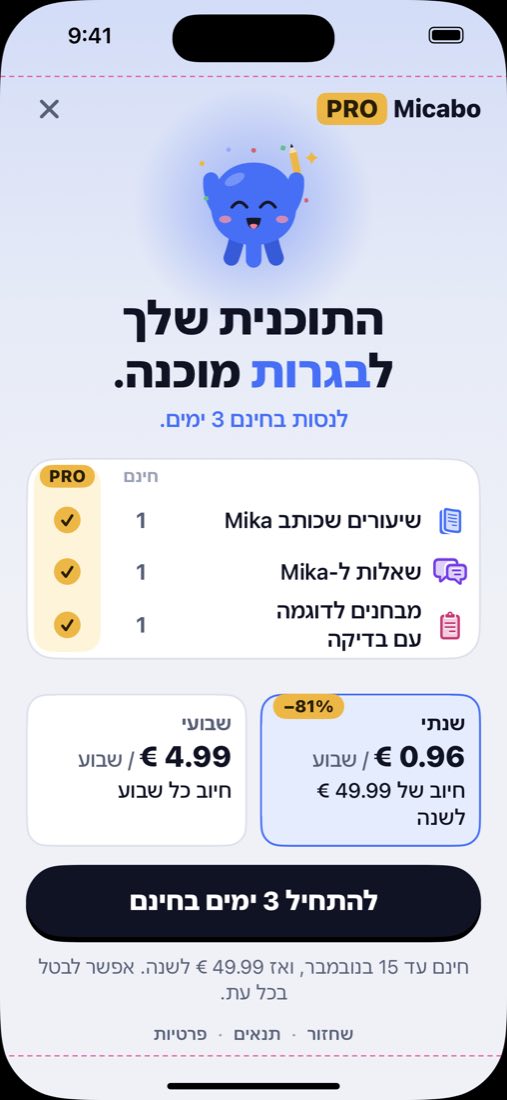 9:41
Micabo PRO
התוכנית שלך
לבגרות מוכנה.
לנסות בחינם 3 ימים.
חינם PRO
שיעורים שכותב Mika 1
שאלות ל-Mika 1
מבחנים לדוגמה
עם בדיקה 1
–81%
שנתי
0.96 € / שבוע
חיוב של 49.99 €
לשנה
שבועי
4.99 € / שבוע
חיוב כל שבוע
להתחיל 3 ימים בחינם
חינם עד 15 בנובמבר, ואז 49.99 € לשנה. אפשר לבטל
בכל עת.
שחזור · תנאים · פרטיות